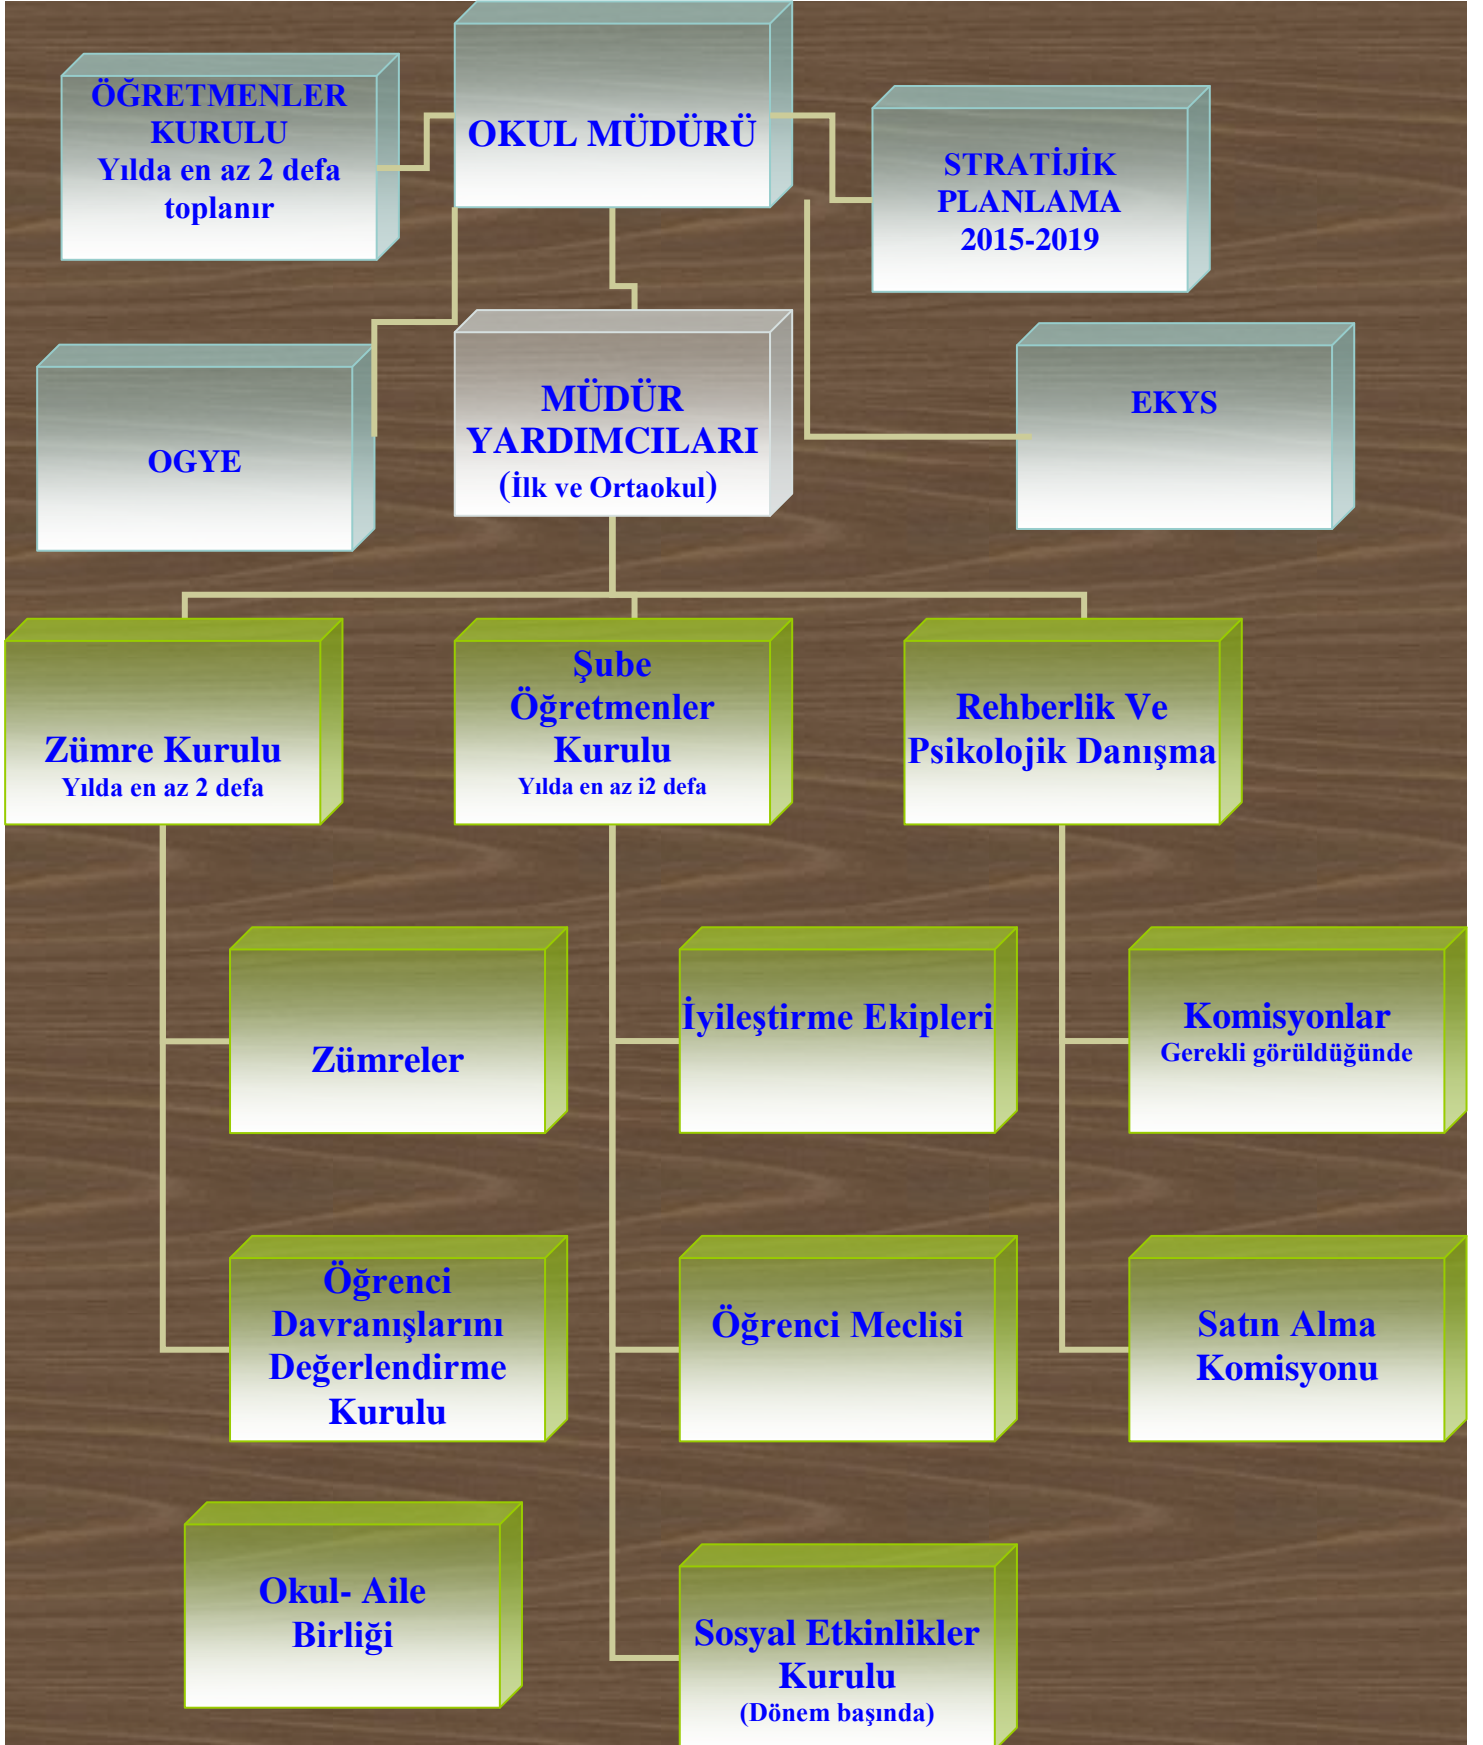 ÖĞRETMENLER
KURULU
Yılda en az 2 defa
toplanır
OKUL MÜDÜRÜ
STRATİJİK
PLANLAMA
2015-2019
OGYE
MÜDÜR
YARDIMCILARI
(İlk ve Ortaokul)
EKYS
Zümre Kurulu
Yılda en az 2 defa
Şube
Öğretmenler
Kurulu
Yılda en az i2 defa
Rehberlik Ve
Psikolojik Danışma
Zümreler
İyileştirme Ekipleri
Komisyonlar
Gerekli görüldüğünde
Öğrenci
Davranışlarını
Değerlendirme
Kurulu
Öğrenci Meclisi
Satın Alma
Komisyonu
Okul- Aile
Birliği
Sosyal Etkinlikler
Kurulu
(Dönem başında)